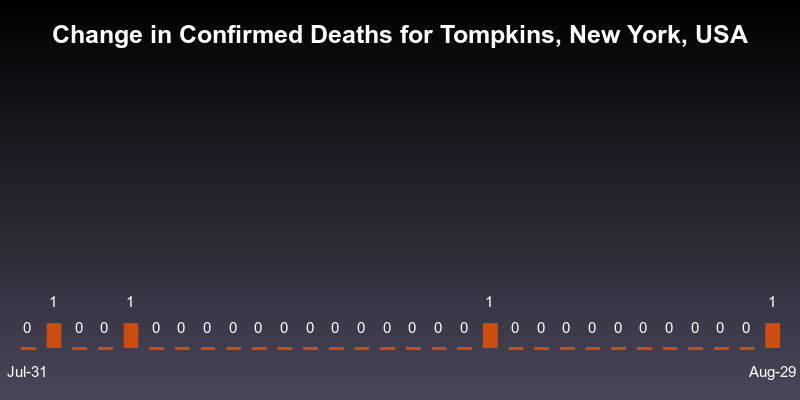 Change in Confirmed Deaths for Tompkins, New York, USA
0 1 0 0 1 0 0 0 0 0 0 0 0 0 0 0 0 0 1 0 0 0 0 0 0 0 0 0 0 1
Jul-31 Aug-29